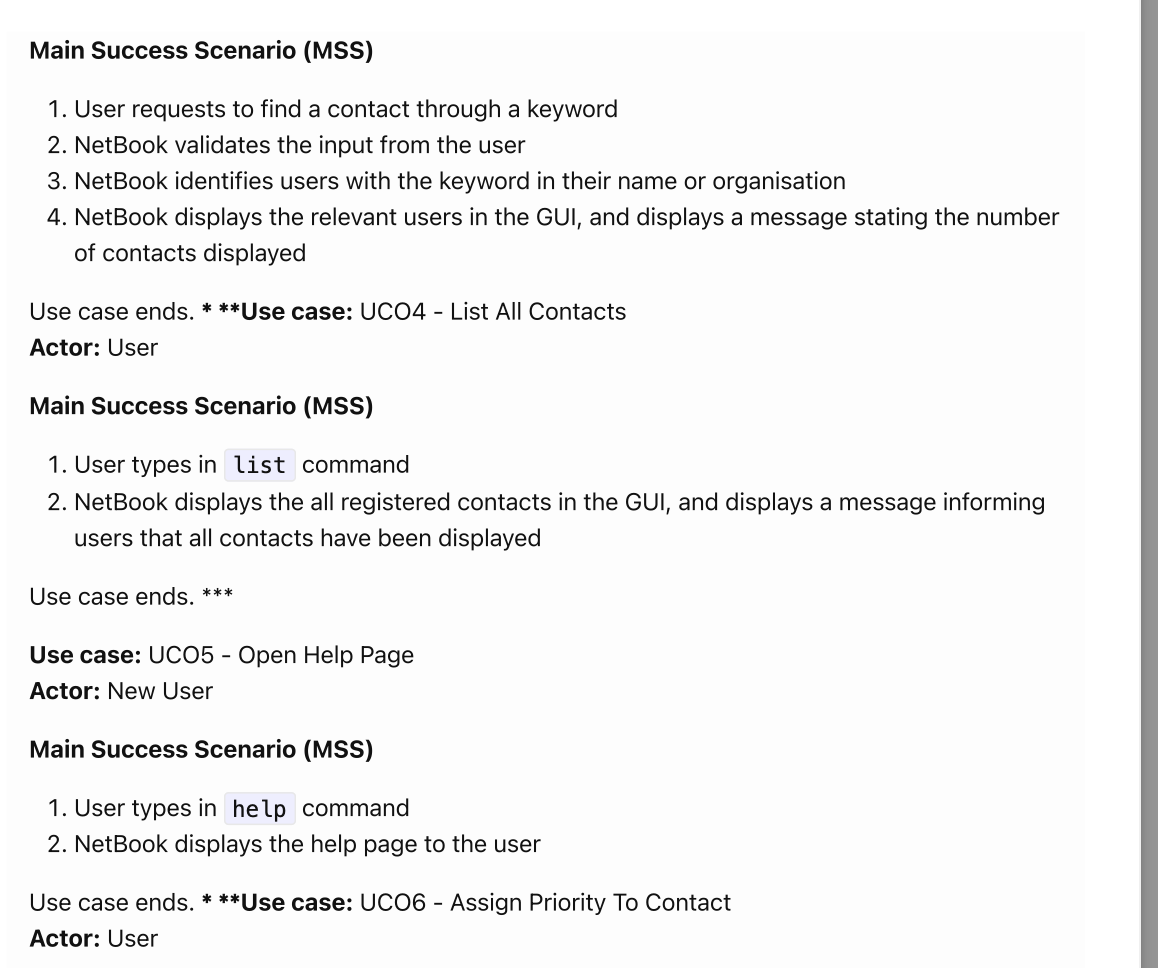 Main Success Scenario (MSS)
1. User requests to find a contact through a keyword
2. NetBook validates the input from the user
3. NetBook identifies users with the keyword in their name or organisation
4. NetBook displays the relevant users in the GUI, and displays a message stating the number
of contacts displayed
Use case ends. * **Use case: UCO4 - List All Contacts
Actor: User
Main Success Scenario (MSS)
1. User types in list command
2. NetBook displays the all registered contacts in the GUI, and displays a message informing
users that all contacts have been displayed
Use case ends. ***
Use case: UCO5 - Open Help Page
Actor: New User
Main Success Scenario (MSS)
1. User types in help command
2. NetBook displays the help page to the user
Use case ends. * **Use case: UCO6 - Assign Priority To Contact
Actor: User